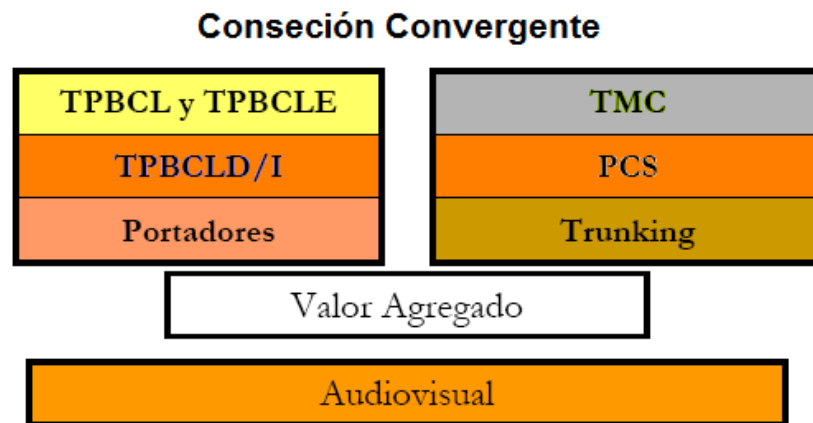 Conseción Convergente
TPBCL y TPBCLE
TPBCLD/I
Portadores
TMC
PCS
Trunking
Valor Agregado
Audiovisual